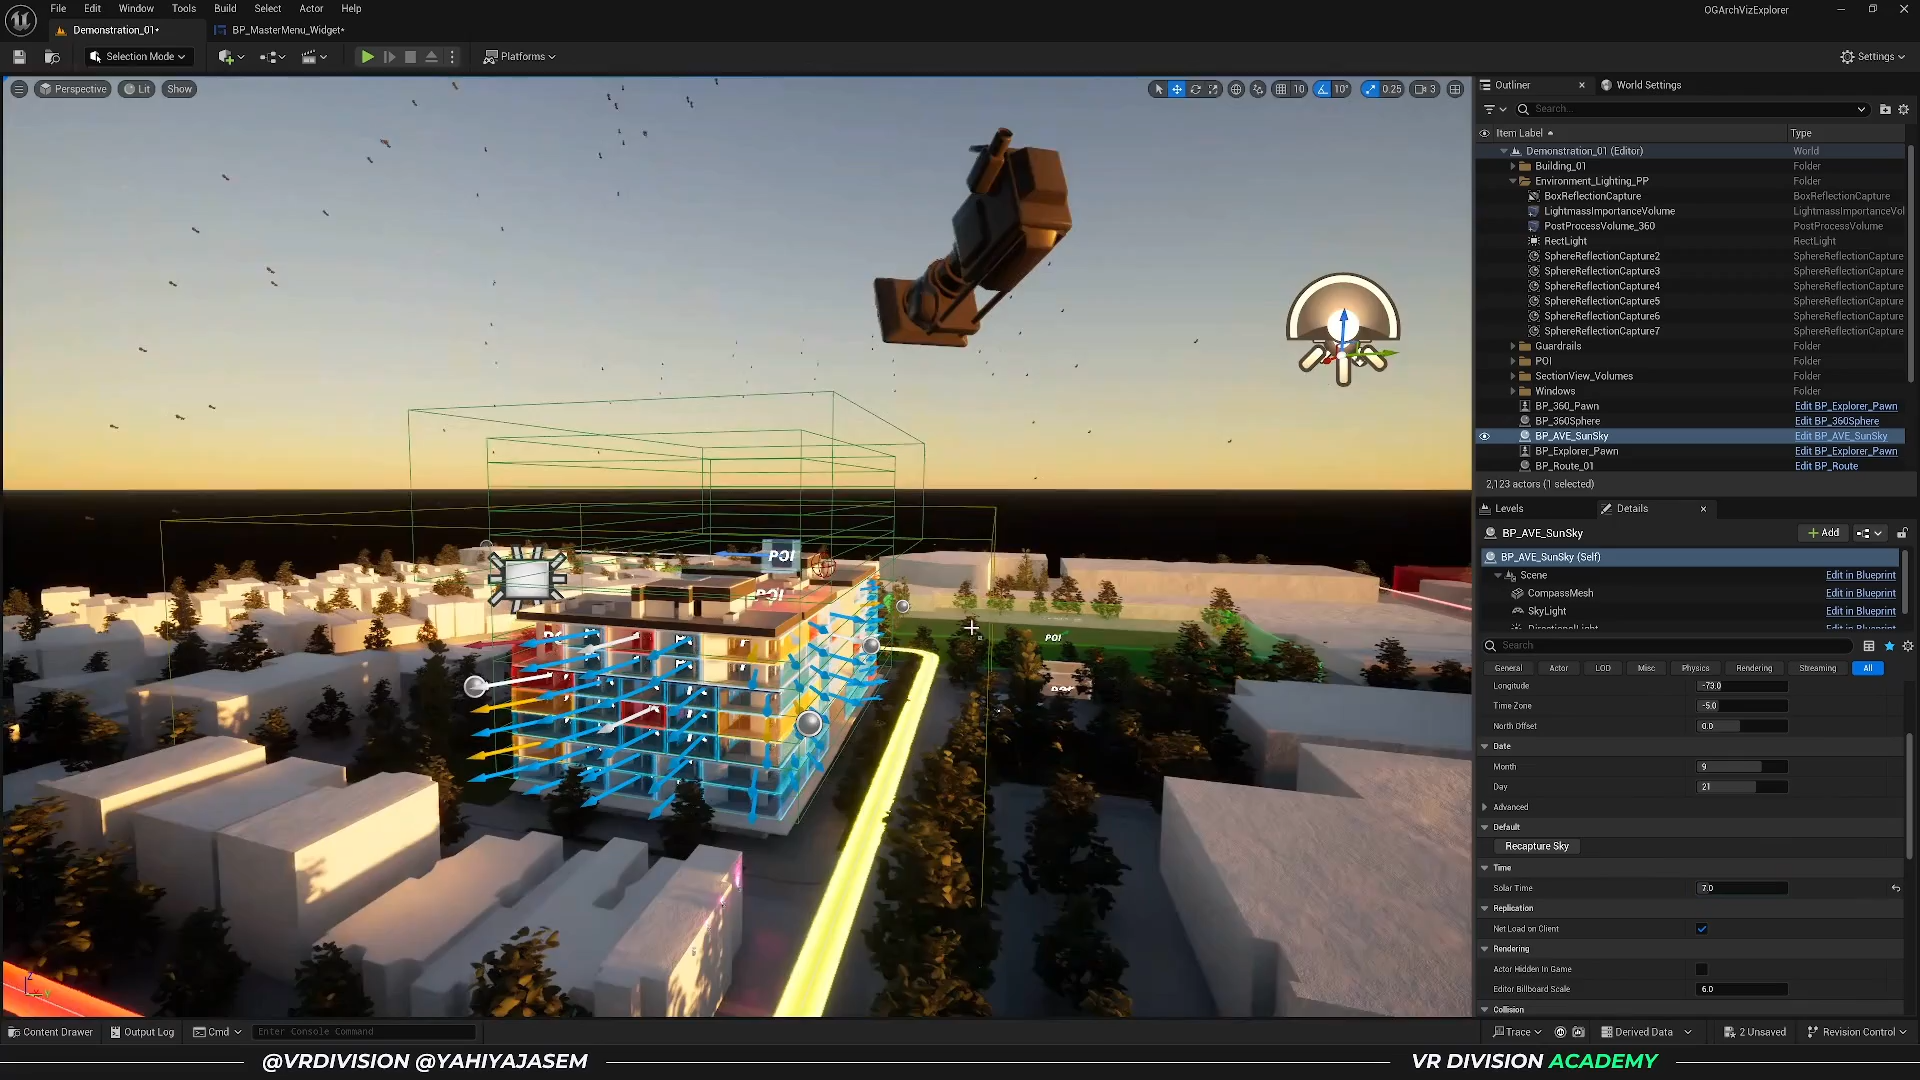 File Edit Window Tools Build Select Actor Help
OGArchVizExplorer
Demonstration_01*
BP_MasterMenu_Widget*
Selection Mode
Platforms
Settings
Perspective
Lit
Show
10
10°
0.25
3
Outliner
World Settings
Search...
Item Label
Type
Demonstration_01 (Editor) World
Building_01 Folder
Environment_Lighting_PP Folder
BoxReflectionCapture BoxReflectionCapture
LightmassImportanceVolume LightmassImportanceVol
PostProcessVolume_360 PostProcessVolume
RectLight RectLight
SphereReflectionCapture2 SphereReflectionCapture
SphereReflectionCapture3 SphereReflectionCapture
SphereReflectionCapture4 SphereReflectionCapture
SphereReflectionCapture5 SphereReflectionCapture
SphereReflectionCapture6 SphereReflectionCapture
SphereReflectionCapture7 SphereReflectionCapture
Guardrails Folder
POI Folder
SectionView_Volumes Folder
Windows Folder
BP_360_Pawn Edit BP_Explorer_Pawn
BP_360Sphere Edit BP_360Sphere
BP_AVE_SunSky Edit BP_AVE_SunSky
BP_Explorer_Pawn Edit BP_Explorer_Pawn
BP_Route_01 Edit BP_Route
2,123 actors (1 selected)
Levels
Details
BP_AVE_SunSky
Add
BP_AVE_SunSky (Self)
Scene Edit in Blueprint
CompassMesh Edit in Blueprint
SkyLight Edit in Blueprint
DirectionalLight Edit in Blueprint
Search
General Actor LOD Misc Physics Rendering Streaming All
Longitude -73.0
Time Zone -5.0
North Offset 0.0
Date
Month 9
Day 21
Advanced
Default
Recapture Sky
Time
Solar Time 7.0
Replication
Net Load on Client
Rendering
Actor Hidden In Game
Editor Billboard Scale 6.0
Collision
POI
POI
POI
Content Drawer
Output Log
Cmd
Enter Console Command
Trace
Derived Data
2 Unsaved
Revision Control
@VRDIVISION @YAHIYAJASEM
VR DIVISION ACADEMY